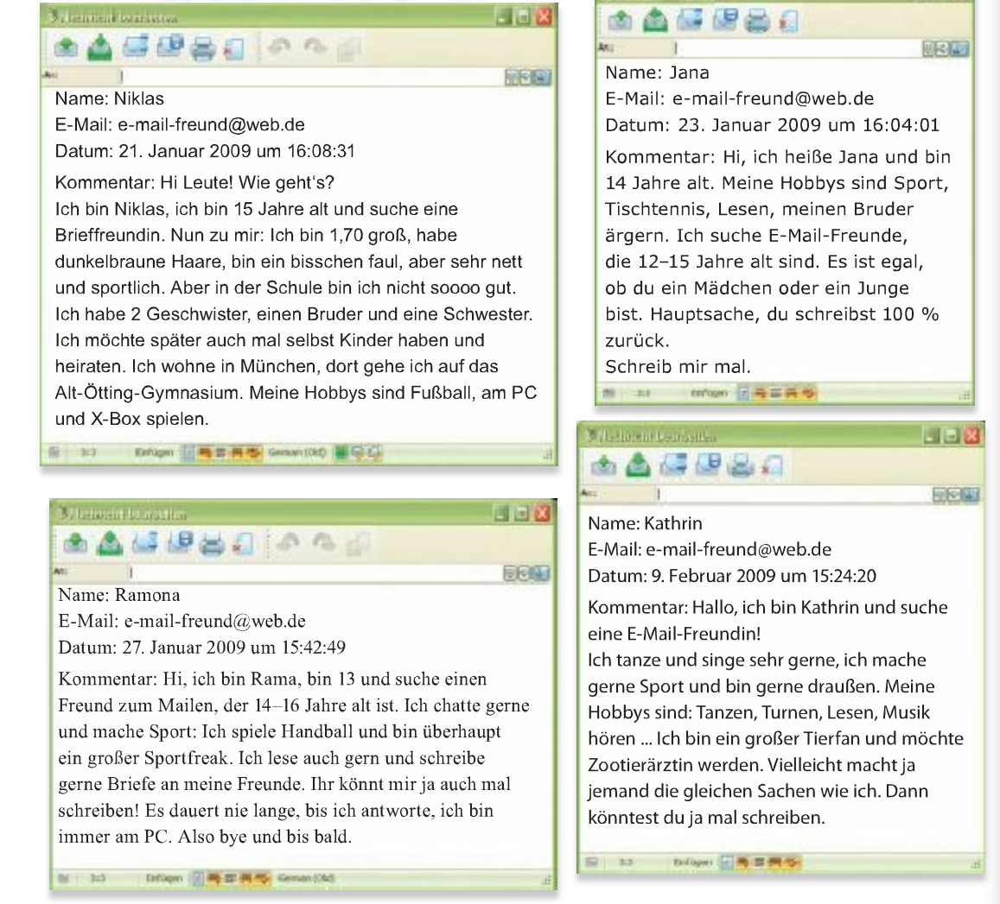 Nachricht bearbeiten
An:
Name: Niklas
E-Mail: e-mail-freund@web.de
Datum: 21. Januar 2009 um 16:08:31
Kommentar: Hi Leute! Wie geht‘s?
Ich bin Niklas, ich bin 15 Jahre alt und suche eine
Brieffreundin. Nun zu mir: Ich bin 1,70 groß, habe
dunkelbraune Haare, bin ein bisschen faul, aber sehr nett
und sportlich. Aber in der Schule bin ich nicht soooo gut.
Ich habe 2 Geschwister, einen Bruder und eine Schwester.
Ich möchte später auch mal selbst Kinder haben und
heiraten. Ich wohne in München, dort gehe ich auf das
Alt-Ötting-Gymnasium. Meine Hobbys sind Fußball, am PC
und X-Box spielen.
3:3 Einfügen German (Old)
An:
Name: Jana
E-Mail: e-mail-freund@web.de
Datum: 23. Januar 2009 um 16:04:01
Kommentar: Hi, ich heiße Jana und bin
14 Jahre alt. Meine Hobbys sind Sport,
Tischtennis, Lesen, meinen Bruder
ärgern. Ich suche E-Mail-Freunde,
die 12–15 Jahre alt sind. Es ist egal,
ob du ein Mädchen oder ein Junge
bist. Hauptsache, du schreibst 100 %
zurück.
Schreib mir mal.
3:3 Einfügen
Nachricht bearbeiten
An:
Name: Ramona
E-Mail: e-mail-freund@web.de
Datum: 27. Januar 2009 um 15:42:49
Kommentar: Hi, ich bin Rama, bin 13 und suche einen
Freund zum Mailen, der 14–16 Jahre alt ist. Ich chatte gerne
und mache Sport: Ich spiele Handball und bin überhaupt
ein großer Sportfreak. Ich lese auch gern und schreibe
gerne Briefe an meine Freunde. Ihr könnt mir ja auch mal
schreiben! Es dauert nie lange, bis ich antworte, ich bin
immer am PC. Also bye und bis bald.
3:3 Einfügen German (Old)
Nachricht bearbeiten
An:
Name: Kathrin
E-Mail: e-mail-freund@web.de
Datum: 9. Februar 2009 um 15:24:20
Kommentar: Hallo, ich bin Kathrin und suche
eine E-Mail-Freundin!
Ich tanze und singe sehr gerne, ich mache
gerne Sport und bin gerne draußen. Meine
Hobbys sind: Tanzen, Turnen, Lesen, Musik
hören ... Ich bin ein großer Tierfan und möchte
Zootierärztin werden. Vielleicht macht ja
jemand die gleichen Sachen wie ich. Dann
könntest du ja mal schreiben.
3:3 Einfügen